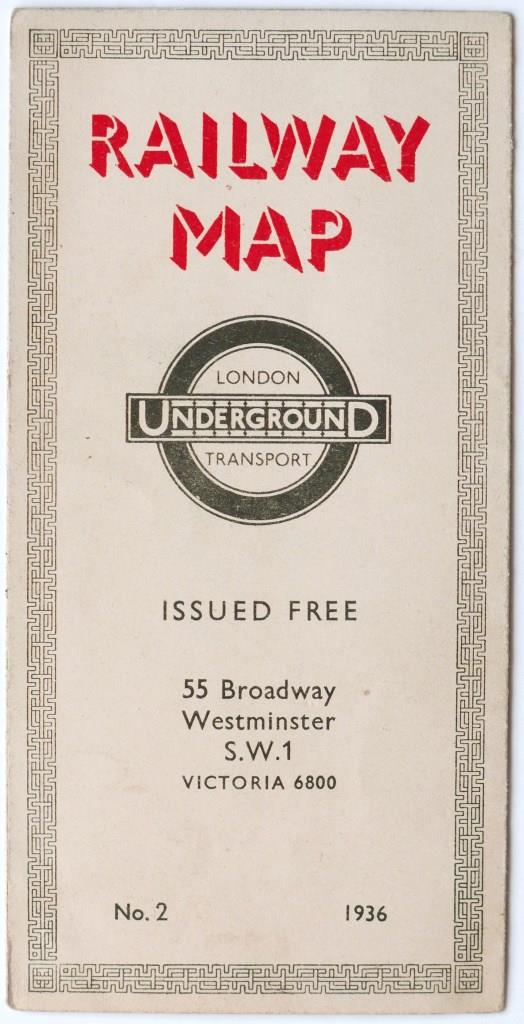 RAILWAY
MAP
LONDON
UNDERGROUND
TRANSPORT
ISSUED FREE
55 Broadway
Westminster
S.W.1
VICTORIA 6800
No. 2 1936